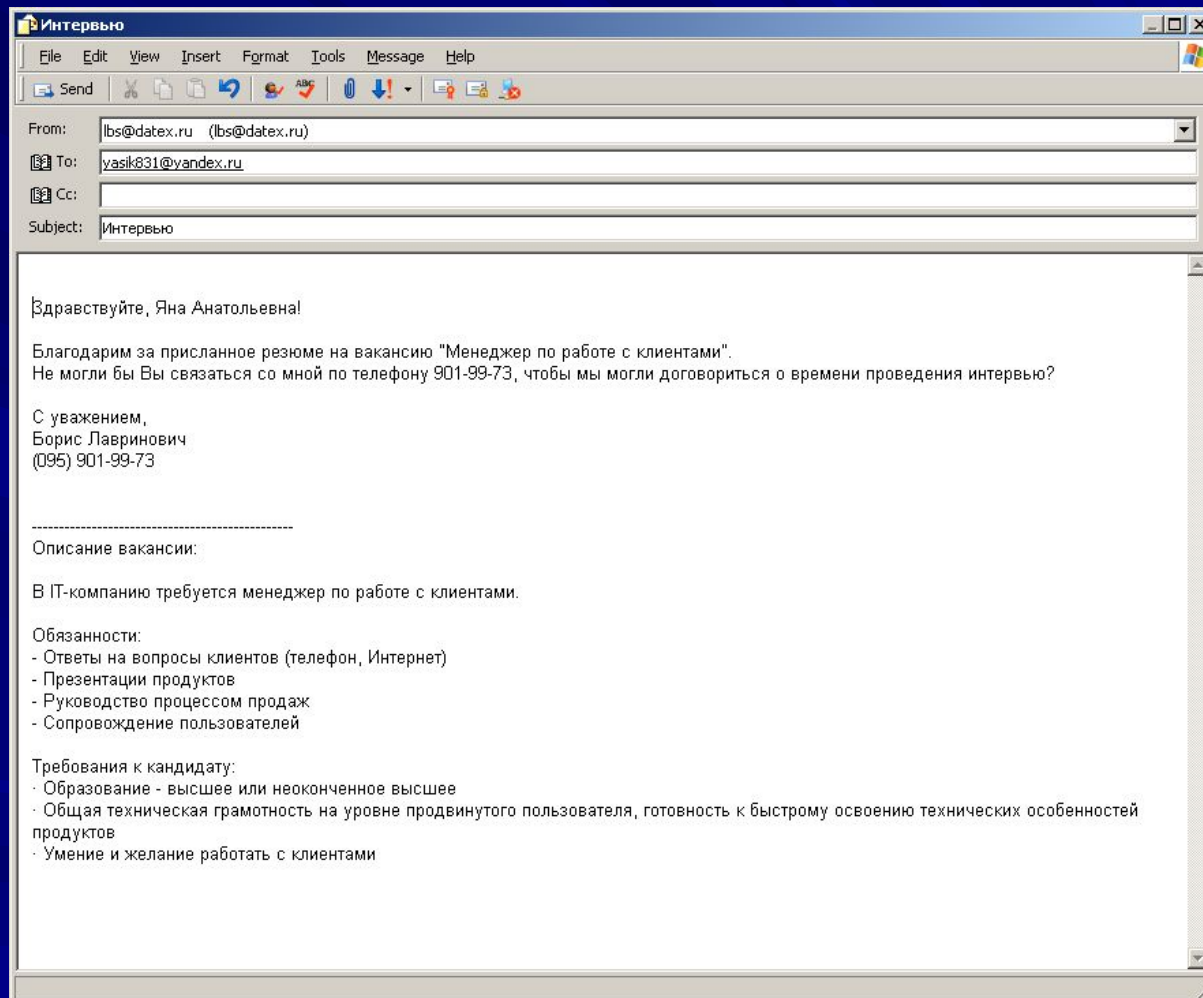 Интервью
File Edit View Insert Format Tools Message Help
Send ABC
From: lbs@datex.ru (lbs@datex.ru)
To: yasik831@yandex.ru
Cc:
Subject: Интервью
Здравствуйте, Яна Анатольевна!
Благодарим за присланное резюме на вакансию "Менеджер по работе с клиентами".
Не могли бы Вы связаться со мной по телефону 901-99-73, чтобы мы могли договориться о времени проведения интервью?
С уважением,
Борис Лавринович
(095) 901-99-73
------------------------------------------------
Описание вакансии:
В IT-компанию требуется менеджер по работе с клиентами.
Обязанности:
- Ответы на вопросы клиентов (телефон, Интернет)
- Презентации продуктов
- Руководство процессом продаж
- Сопровождение пользователей
Требования к кандидату:
· Образование - высшее или неоконченное высшее
· Общая техническая грамотность на уровне продвинутого пользователя, готовность к быстрому освоению технических особенностей
продуктов
· Умение и желание работать с клиентами